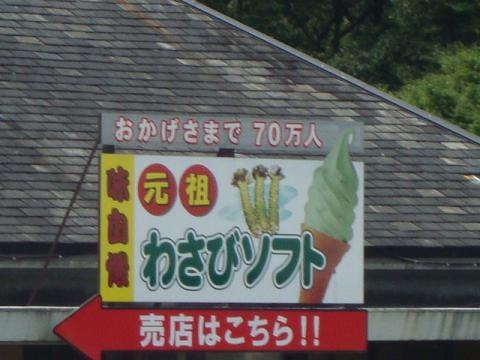 おかげさまで 70万人
味自慢
元祖
わさびソフト
売店はこちら!!